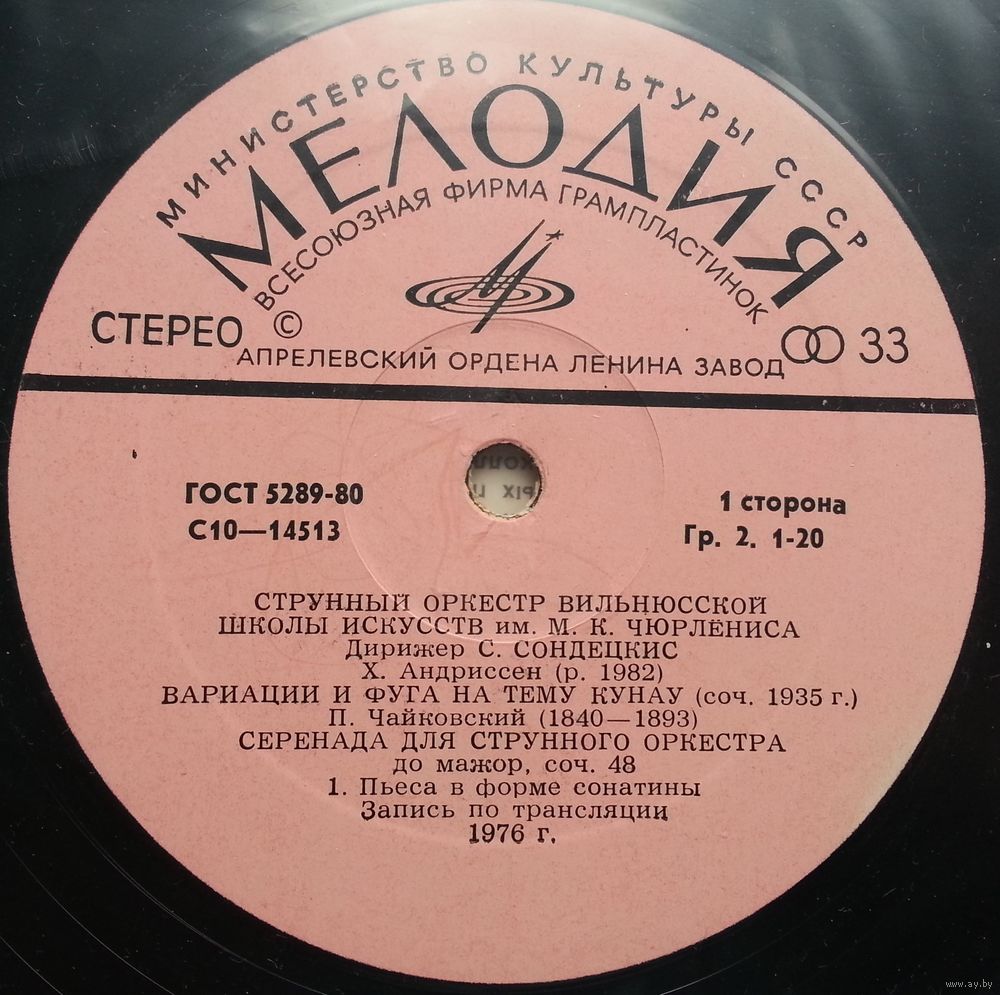 МИНИСТЕРСТВО КУЛЬТУРЫ СССР
МЕЛОДИЯ
ВСЕСОЮЗНАЯ ФИРМА ГРАМПЛАСТИНОК
СТЕРЕО ©
33
АПРЕЛЕВСКИЙ ОРДЕНА ЛЕНИНА ЗАВОД
ГОСТ 5289-80
С10—14513
1 сторона
Гр. 2. 1-20
СТРУННЫЙ ОРКЕСТР ВИЛЬНЮССКОЙ
ШКОЛЫ ИСКУССТВ им. М. К. ЧЮРЛЁНИСА
Дирижер С. СОНДЕЦКИС
Х. Андриссен (р. 1982)
ВАРИАЦИИ И ФУГА НА ТЕМУ КУНАУ (соч. 1935 г.)
П. Чайковский (1840—1893)
СЕРЕНАДА ДЛЯ СТРУННОГО ОРКЕСТРА
до мажор, соч. 48
1. Пьеса в форме сонатины
Запись по трансляции
1976 г.
www.ay.by